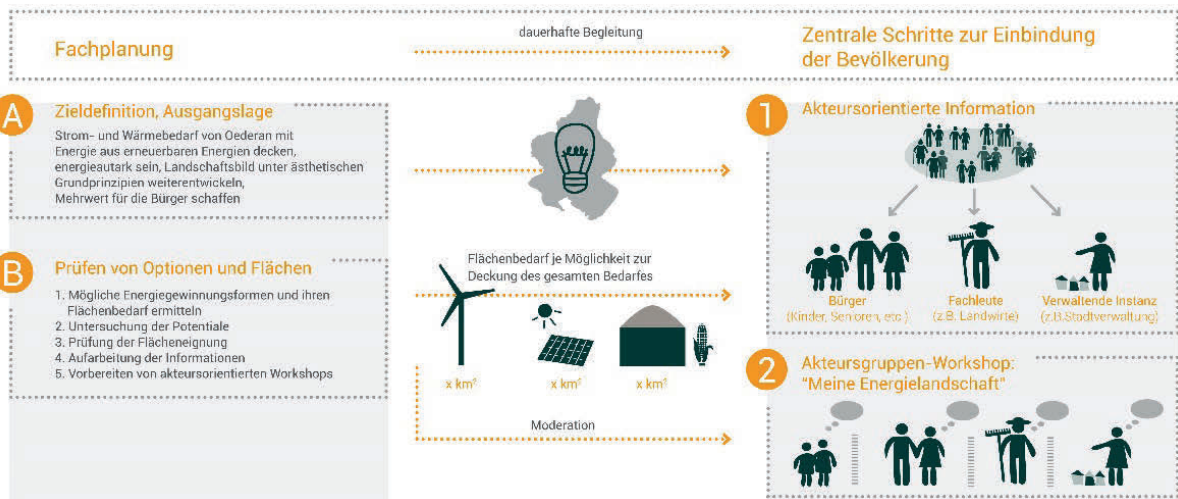 Fachplanung
dauerhafte Begleitung
Zentrale Schritte zur Einbindung
der Bevölkerung
A
Zieldefinition, Ausgangslage
Strom- und Wärmebedarf von Oederan mit
Energie aus erneuerbaren Energien decken,
energieautark sein, Landschaftsbild unter ästhetischen
Grundprinzipien weiterentwickeln,
Mehrwert für die Bürger schaffen
1
Akteursorientierte Information
Bürger
(Kinder, Senioren, etc.)
Fachleute
(z.B. Landwirte)
Verwaltende Instanz
(z.B.Stadtverwaltung)
B
Prüfen von Optionen und Flächen
1. Mögliche Energiegewinnungsformen und ihren
Flächenbedarf ermitteln
2. Untersuchung der Potentiale
3. Prüfung der Flächeneignung
4. Aufarbeitung der Informationen
5. Vorbereiten von akteursorientierten Workshops
Flächenbedarf je Möglichkeit zur
Deckung des gesamten Bedarfes
x km²
x km²
x km²
Moderation
2
Akteursgruppen-Workshop:
"Meine Energielandschaft"